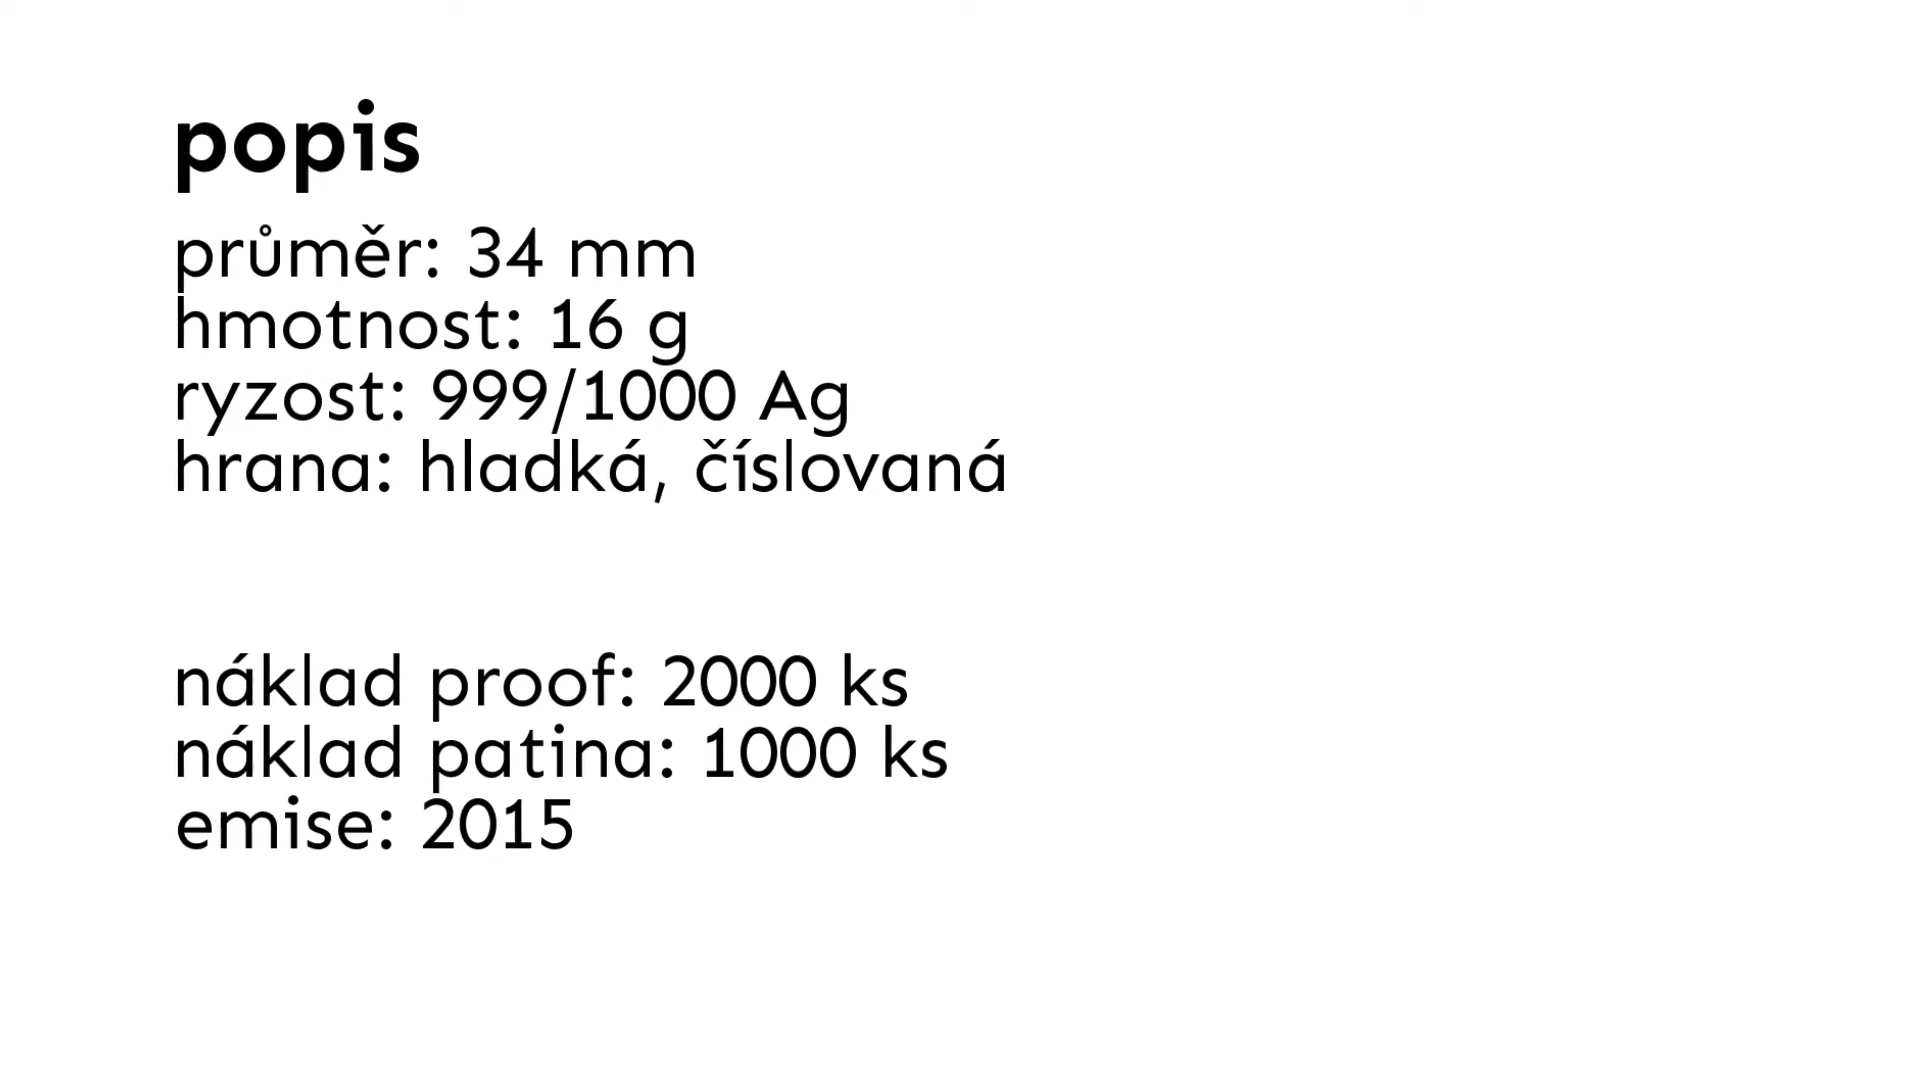 popis
průměr: 34 mm
hmotnost: 16 g
ryzost: 999/1000 Ag
hrana: hladká, číslovaná
náklad proof: 2000 ks
náklad patina: 1000 ks
emise: 2015